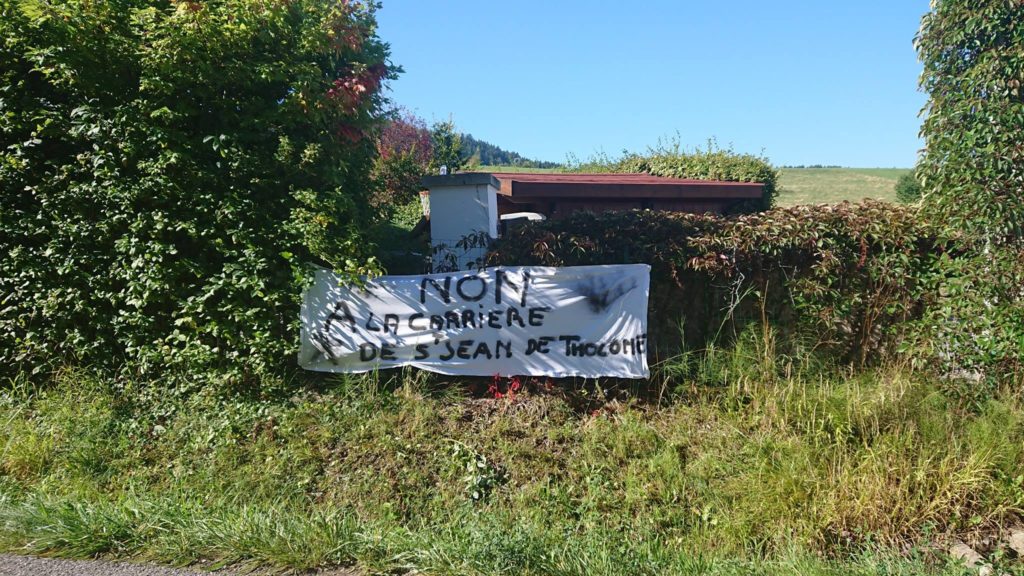 NON
A LA CARRIERE
DE S'JEAN DE THOLOME